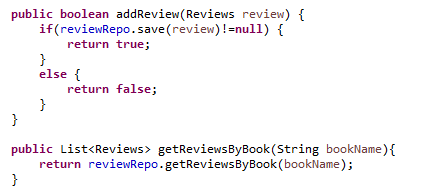 public boolean addReview(Reviews review) {
if(reviewRepo.save(review)!=null) {
return true;
}
else {
return false;
}
}
public List<Reviews> getReviewsByBook(String bookName){
return reviewRepo.getReviewsByBook(bookName);
}